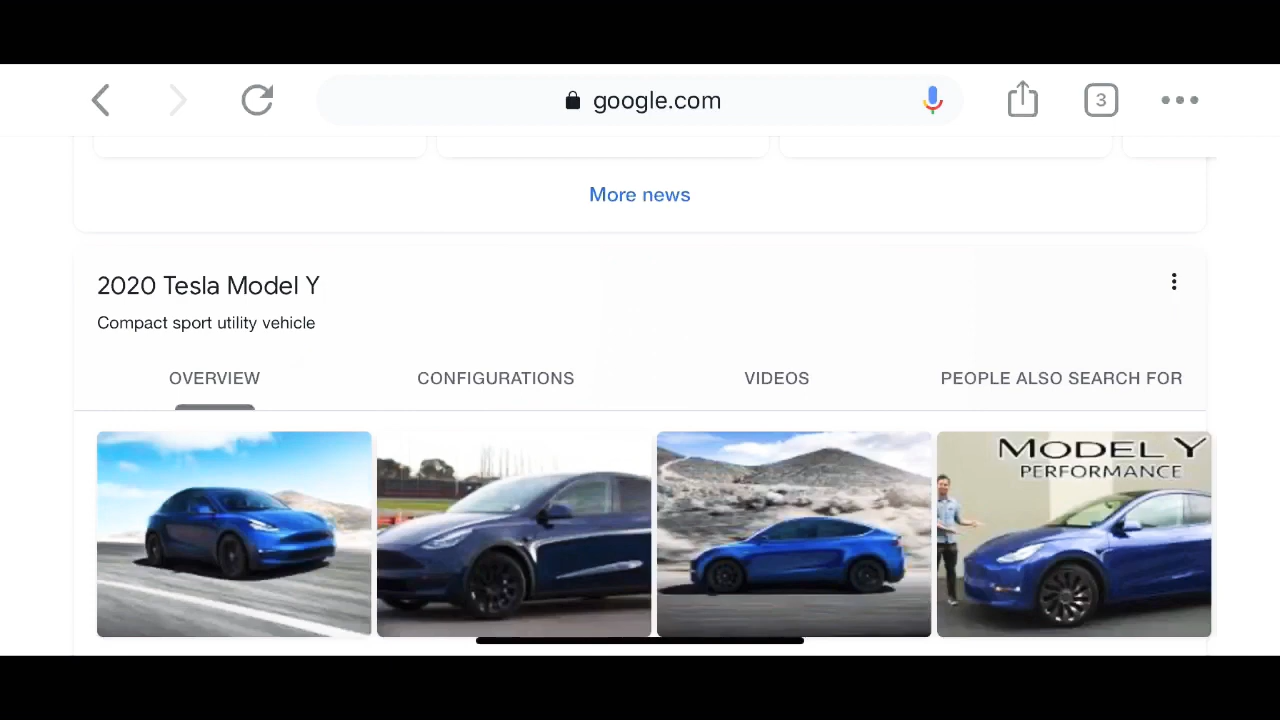 google.com
3
More news
2020 Tesla Model Y
Compact sport utility vehicle
OVERVIEW CONFIGURATIONS VIDEOS PEOPLE ALSO SEARCH FOR
MODEL Y
PERFORMANCE